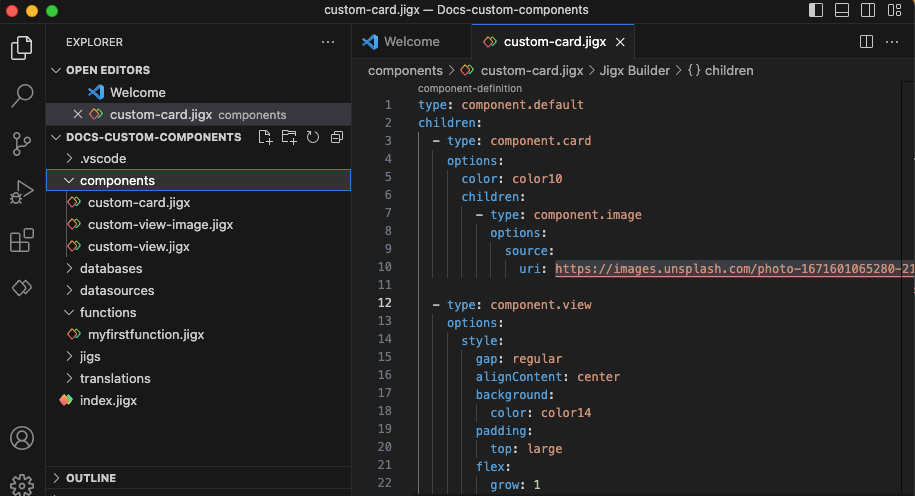 custom-card.jigx — Docs-custom-components
EXPLORER
OPEN EDITORS
Welcome
custom-card.jigx components
DOCS-CUSTOM-COMPONENTS
.vscode
components
custom-card.jigx
custom-view-image.jigx
custom-view.jigx
databases
datasources
functions
myfirstfunction.jigx
jigs
translations
index.jigx
OUTLINE
Welcome
custom-card.jigx
components > custom-card.jigx > Jigx Builder > { } children
component-definition
1 type: component.default
2 children:
3 - type: component.card
4 options:
5 color: color10
6 children:
7 - type: component.image
8 options:
9 source:
10 uri: https://images.unsplash.com/photo-1671601065280-21
11
12 - type: component.view
13 options:
14 style:
15 gap: regular
16 alignContent: center
17 background:
18 color: color14
19 padding:
20 top: large
21 flex:
22 grow: 1